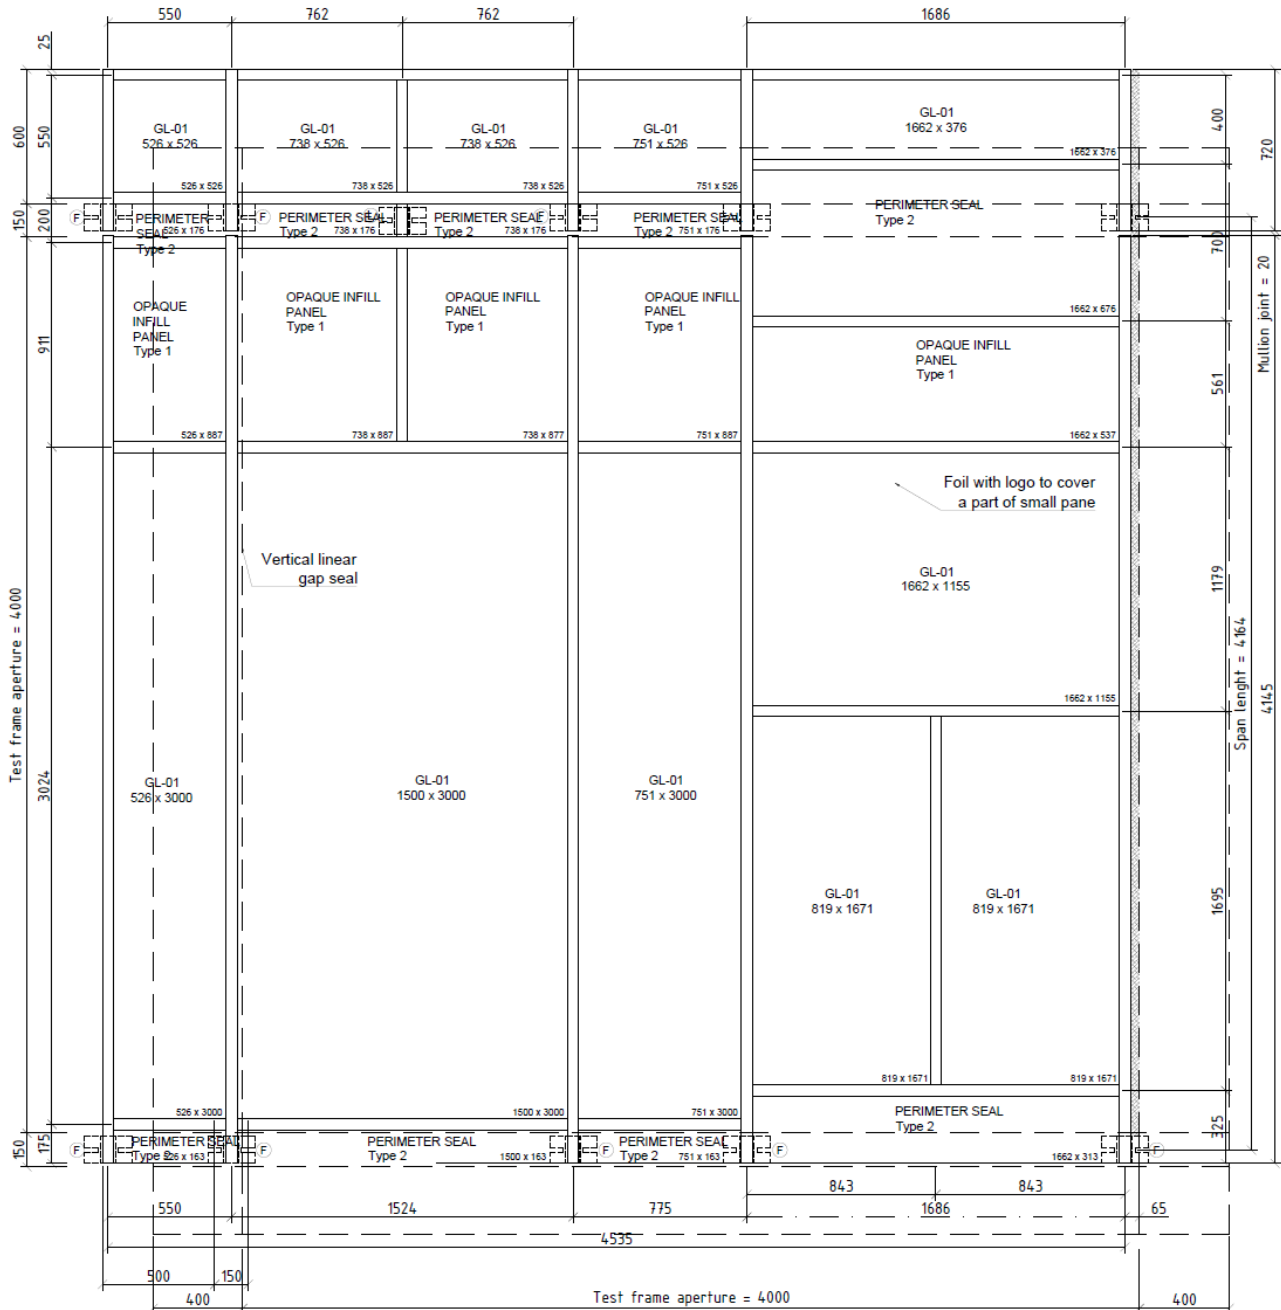 550
762
762
1686
25
600
550
400
720
GL-01
526 x 526
GL-01
738 x 526
GL-01
738 x 526
GL-01
751 x 526
GL-01
1662 x 376
1662 x 376
526 x 526
738 x 526
738 x 526
751 x 526
150
200
F
PERIMETER
SEAL
Type 2
526 x 176
F
PERIMETER SEAL
Type 2
738 x 176
PERIMETER SEAL
Type 2
738 x 176
PERIMETER SEAL
Type 2
751 x 176
PERIMETER SEAL
Type 2
700
Mullion joint = 20
911
OPAQUE
INFILL
PANEL
Type 1
OPAQUE INFILL
PANEL
Type 1
OPAQUE INFILL
PANEL
Type 1
OPAQUE INFILL
PANEL
Type 1
1662 x 676
OPAQUE INFILL
PANEL
Type 1
561
526 x 887
738 x 887
738 x 877
751 x 887
1662 x 537
Foil with logo to cover
a part of small pane
Vertical linear
gap seal
GL-01
1662 x 1155
1179
Test frame aperture = 4000
Span lenght = 4164
4145
1662 x 1155
3024
GL-01
526 x 3000
GL-01
1500 x 3000
GL-01
751 x 3000
GL-01
819 x 1671
GL-01
819 x 1671
1695
819 x 1671
819 x 1671
526 x 3000
1500 x 3000
751 x 3000
150
175
F
PERIMETER SEAL
Type 2
526 x 163
F
PERIMETER SEAL
Type 2
1500 x 163
F
PERIMETER SEAL
Type 2
751 x 163
F
PERIMETER SEAL
Type 2
1662 x 313
F
325
843
843
550
1524
775
1686
65
4535
500
150
400
Test frame aperture = 4000
400